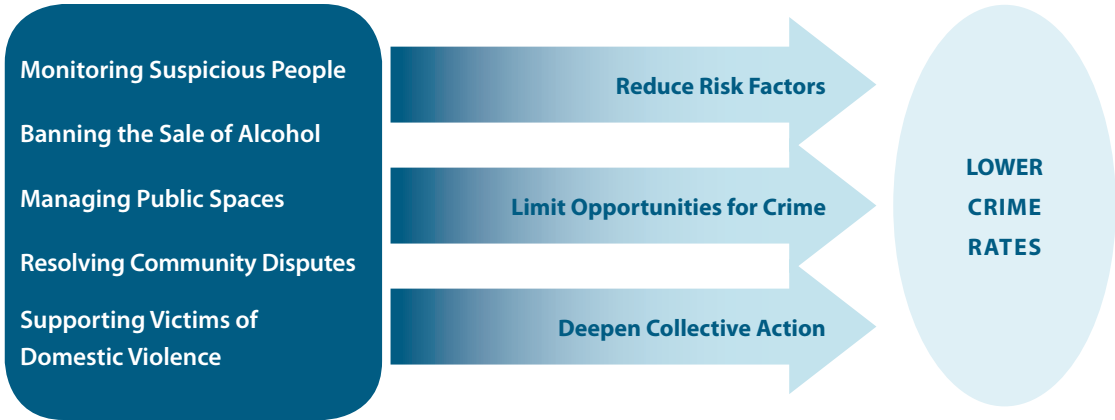 Monitoring Suspicious People
Banning the Sale of Alcohol
Managing Public Spaces
Resolving Community Disputes
Supporting Victims of
Domestic Violence
Reduce Risk Factors
Limit Opportunities for Crime
Deepen Collective Action
LOWER
CRIME
RATES